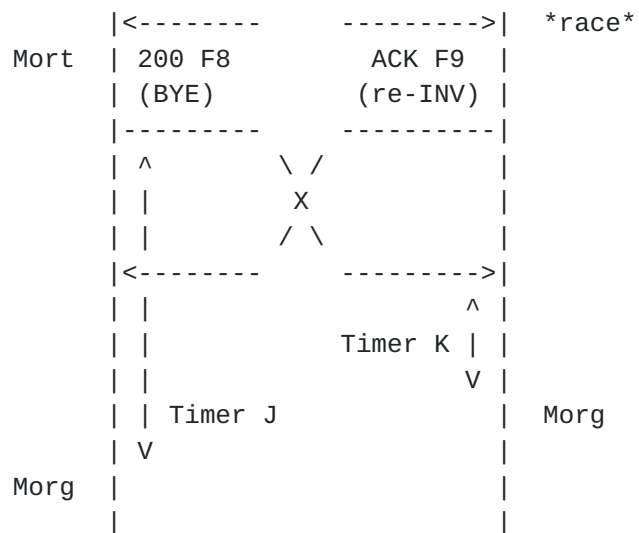 |<--------     --------->|  *race*
Mort  | 200 F8         ACK F9  |
| (BYE)         (re-INV) |
|---------     ----------|
| ^        \ /           |
| |         X            |
| |        / \           |
|<--------     --------->|
| |                    ^ |
| |            Timer K | |
| |                    V |
| | Timer J              |  Morg
| V                      |
Morg  |                        |
|                        |